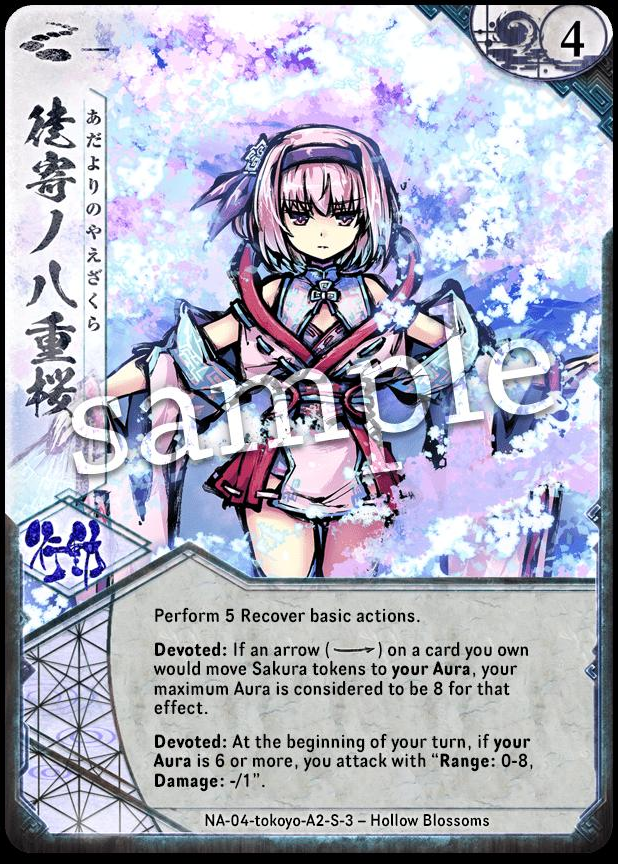 4
徒寄ノ八重桜
あだよりのやえざくら
sample
行動
Perform 5 Recover basic actions.
Devoted: If an arrow (⟶) on a card you own
would move Sakura tokens to your Aura, your
maximum Aura is considered to be 8 for that
effect.
Devoted: At the beginning of your turn, if your
Aura is 6 or more, you attack with “Range: 0-8,
Damage: -/1”.
NA-04-tokoyo-A2-S-3 – Hollow Blossoms